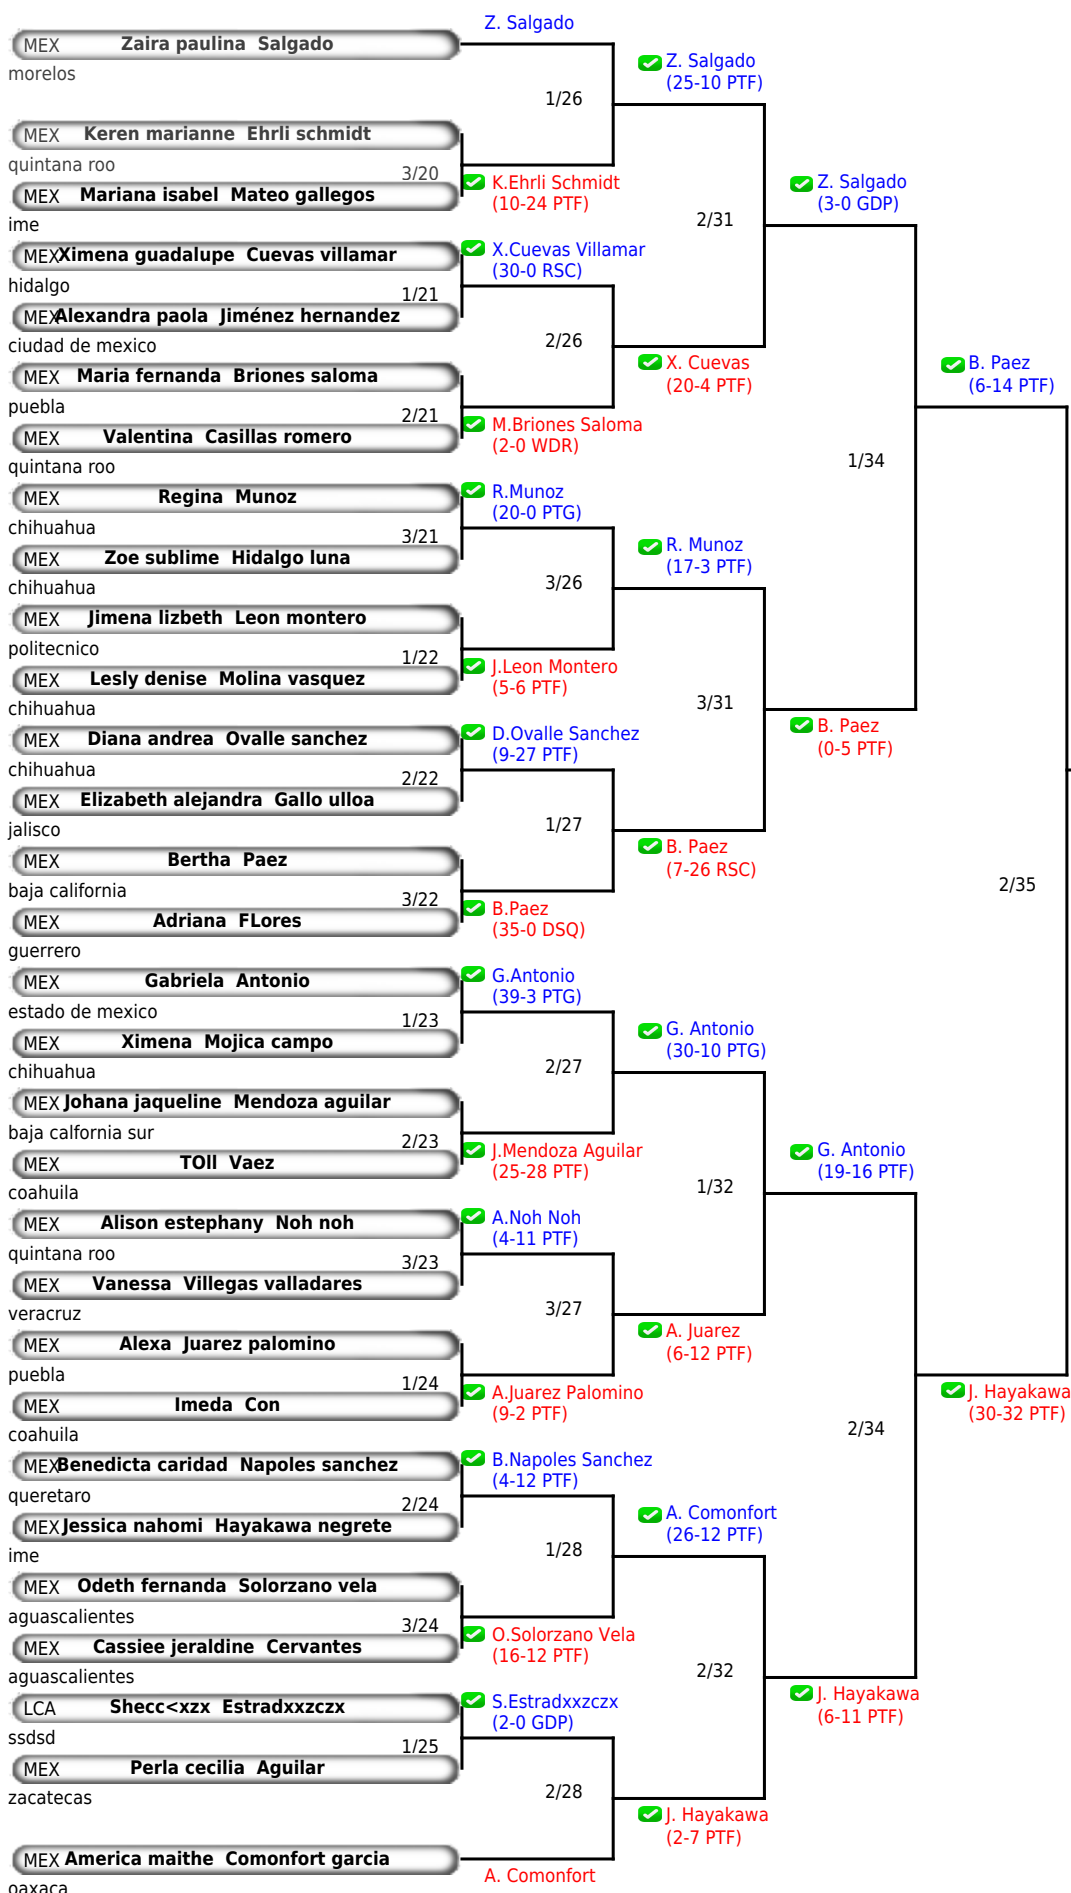 Z. Salgado
MEX Zaira paulina Salgado
morelos
Z. Salgado
(25-10 PTF)
1/26
MEX Keren marianne Ehrli schmidt
quintana roo
3/20
MEX Mariana isabel Mateo gallegos
ime
K.Ehrli Schmidt
(10-24 PTF)
Z. Salgado
(3-0 GDP)
2/31
MEX Ximena guadalupe Cuevas villamar
hidalgo
X.Cuevas Villamar
(30-0 RSC)
1/21
MEX Alexandra paola Jiménez hernandez
ciudad de mexico
2/26
X. Cuevas
(20-4 PTF)
B. Paez
(6-14 PTF)
MEX Maria fernanda Briones saloma
puebla
2/21
MEX Valentina Casillas romero
quintana roo
M.Briones Saloma
(2-0 WDR)
1/34
MEX Regina Munoz
chihuahua
R.Munoz
(20-0 PTG)
3/21
MEX Zoe sublime Hidalgo luna
chihuahua
R. Munoz
(17-3 PTF)
3/26
MEX Jimena lizbeth Leon montero
politecnico
1/22
MEX Lesly denise Molina vasquez
chihuahua
J.Leon Montero
(5-6 PTF)
3/31
B. Paez
(0-5 PTF)
MEX Diana andrea Ovalle sanchez
chihuahua
D.Ovalle Sanchez
(9-27 PTF)
2/22
MEX Elizabeth alejandra Gallo ulloa
jalisco
1/27
B. Paez
(7-26 RSC)
MEX Bertha Paez
baja california
3/22
MEX Adriana FLores
guerrero
B.Paez
(35-0 DSQ)
2/35
MEX Gabriela Antonio
estado de mexico
G.Antonio
(39-3 PTG)
1/23
MEX Ximena Mojica campo
chihuahua
G. Antonio
(30-10 PTG)
2/27
MEX Johana jaqueline Mendoza aguilar
baja calfornia sur
2/23
MEX TOll Vaez
coahuila
J.Mendoza Aguilar
(25-28 PTF)
G. Antonio
(19-16 PTF)
1/32
MEX Alison estephany Noh noh
quintana roo
A.Noh Noh
(4-11 PTF)
3/23
MEX Vanessa Villegas valladares
veracruz
3/27
A. Juarez
(6-12 PTF)
MEX Alexa Juarez palomino
puebla
1/24
MEX Imeda Con
coahuila
A.Juarez Palomino
(9-2 PTF)
J. Hayakawa
(30-32 PTF)
2/34
MEX Benedicta caridad Napoles sanchez
queretaro
B.Napoles Sanchez
(4-12 PTF)
2/24
MEX Jessica nahomi Hayakawa negrete
ime
A. Comonfort
(26-12 PTF)
1/28
MEX Odeth fernanda Solorzano vela
aguascalientes
3/24
MEX Cassiee jeraldine Cervantes
aguascalientes
O.Solorzano Vela
(16-12 PTF)
2/32
J. Hayakawa
(6-11 PTF)
LCA Shecc<xzx Estradxxzczx
ssdsd
S.Estradxxzczx
(2-0 GDP)
1/25
MEX Perla cecilia Aguilar
zacatecas
2/28
J. Hayakawa
(2-7 PTF)
MEX America maithe Comonfort garcia
A. Comonfort
oaxaca